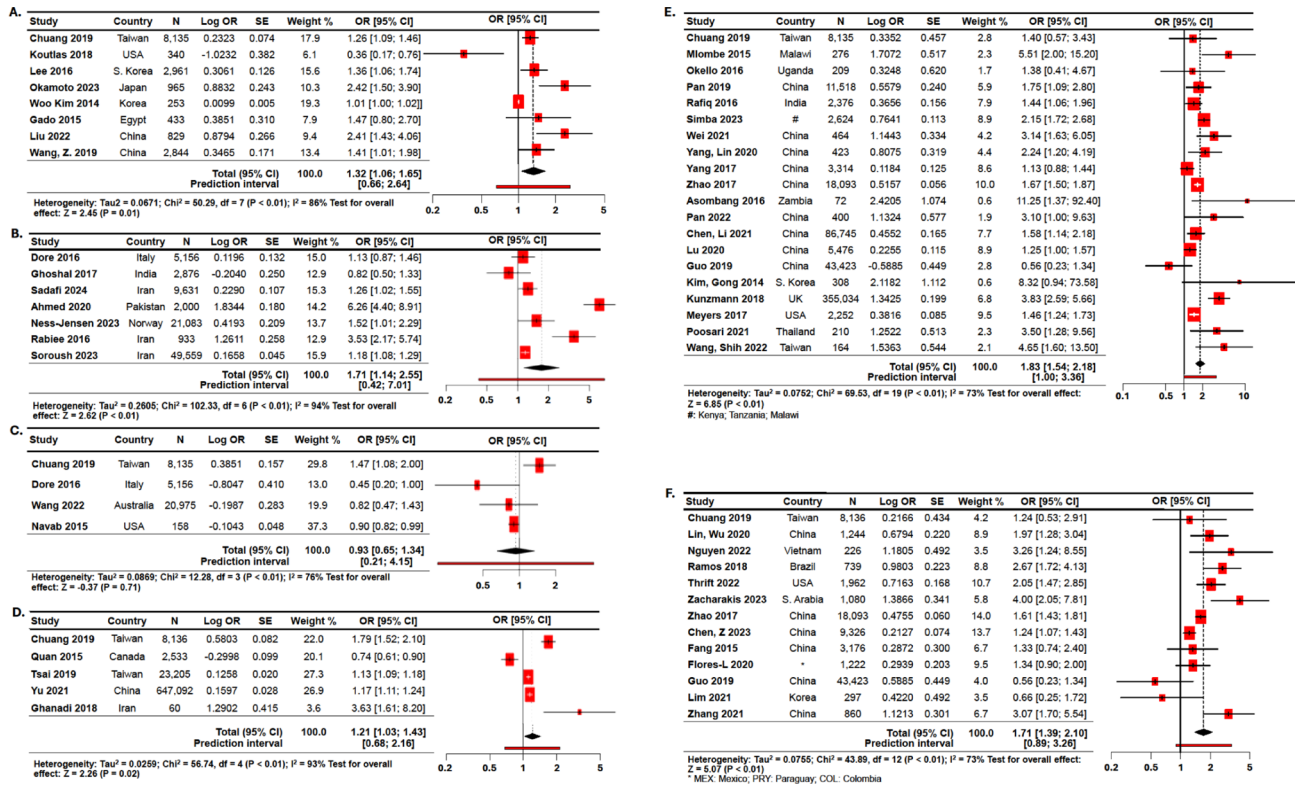 A.
Study Country N Log OR SE Weight % OR [95% CI] OR [95% CI]
Chuang 2019 Taiwan 8,135 0.2323 0.074 17.9 1.26 [1.09; 1.46]
Koutlas 2018 USA 340 -1.0232 0.382 6.1 0.36 [0.17; 0.76]
Lee 2016 S. Korea 2,961 0.3061 0.126 15.6 1.36 [1.06; 1.74]
Okamoto 2023 Japan 965 0.8832 0.243 10.3 2.42 [1.50; 3.90]
Woo Kim 2014 Korea 253 0.0099 0.005 19.3 1.01 [1.00; 1.02]]
Gado 2015 Egypt 433 0.3851 0.310 7.9 1.47 [0.80; 2.70]
Liu 2022 China 829 0.8794 0.266 9.4 2.41 [1.43; 4.06]
Wang, Z. 2019 China 2,844 0.3465 0.171 13.4 1.41 [1.01; 1.98]
Total (95% CI) 100.0 1.32 [1.06; 1.65]
Prediction interval [0.66; 2.64]
0.2 0.5 1 2 5
Heterogeneity: Tau2 = 0.0671; Chi² = 50.29, df = 7 (P < 0.01); I² = 86% Test for overall
effect: Z = 2.45 (P = 0.01)
B.
Study Country N Log OR SE Weight % OR [95% CI] OR [95% CI]
Dore 2016 Italy 5,156 0.1196 0.132 15.0 1.13 [0.87; 1.46]
Ghoshal 2017 India 2,876 -0.2040 0.250 12.9 0.82 [0.50; 1.33]
Sadafi 2024 Iran 9,631 0.2290 0.107 15.3 1.26 [1.02; 1.55]
Ahmed 2020 Pakistan 2,000 1.8344 0.180 14.2 6.26 [4.40; 8.91]
Ness-Jensen 2023 Norway 21,083 0.4193 0.209 13.7 1.52 [1.01; 2.29]
Rabiee 2016 Iran 933 1.2611 0.258 12.9 3.53 [2.17; 5.74]
Soroush 2023 Iran 49,559 0.1658 0.045 15.9 1.18 [1.08; 1.29]
Total (95% CI) 100.0 1.71 [1.14; 2.55]
Prediction interval [0.42; 7.01]
0.5 1 2 5
Heterogeneity: Tau² = 0.2605; Chi² = 102.33, df = 6 (P < 0.01); I² = 94% Test for overall
effect: Z = 2.62 (P < 0.01)
C.
Study Country N Log OR SE Weight % OR [95% CI] OR [95% CI]
Chuang 2019 Taiwan 8,135 0.3851 0.157 29.8 1.47 [1.08; 2.00]
Dore 2016 Italy 5,156 -0.8047 0.410 13.0 0.45 [0.20; 1.00]
Wang 2022 Australia 20,975 -0.1987 0.283 19.9 0.82 [0.47; 1.43]
Navab 2015 USA 158 -0.1043 0.048 37.3 0.90 [0.82; 0.99]
Total (95% CI) 100.0 0.93 [0.65; 1.34]
Prediction interval [0.21; 4.15]
0.5 1 2
Heterogeneity: Tau² = 0.0869; Chi² = 12.28, df = 3 (P < 0.01); I² = 76% Test for overall
effect: Z = -0.37 (P = 0.71)
D.
Study Country N Log OR SE Weight % OR [95% CI] OR [95% CI]
Chuang 2019 Taiwan 8,136 0.5803 0.082 22.0 1.79 [1.52; 2.10]
Quan 2015 Canada 2,533 -0.2998 0.099 20.1 0.74 [0.61; 0.90]
Tsai 2019 Taiwan 23,205 0.1258 0.020 27.3 1.13 [1.09; 1.18]
Yu 2021 China 647,092 0.1597 0.028 26.9 1.17 [1.11; 1.24]
Ghanadi 2018 Iran 60 1.2902 0.415 3.6 3.63 [1.61; 8.20]
Total (95% CI) 100.0 1.21 [1.03; 1.43]
Prediction interval [0.68; 2.16]
0.5 1 2 5
Heterogeneity: Tau² = 0.0259; Chi² = 56.74, df = 4 (P < 0.01); I² = 93% Test for overall
effect: Z = 2.26 (P = 0.02)
E.
Study Country N Log OR SE Weight % OR [95% CI] OR [95% CI]
Chuang 2019 Taiwan 8,135 0.3352 0.457 2.8 1.40 [0.57; 3.43]
Mlombe 2015 Malawi 276 1.7072 0.518 2.3 5.51 [2.00; 15.20]
Okello 2016 Uganda 209 0.3248 0.620 1.7 1.38 [0.41; 4.67]
Pan 2019 China 11,518 0.5579 0.240 5.9 1.75 [1.09; 2.80]
Rafiq 2016 India 2,376 0.3656 0.156 7.9 1.44 [1.06; 1.96]
Simba 2023 # 2,624 0.7641 0.113 8.9 2.15 [1.72; 2.68]
Wei 2021 China 464 1.1443 0.334 4.2 3.14 [1.63; 6.05]
Yang, Lin 2020 China 423 0.8075 0.319 4.4 2.24 [1.20; 4.19]
Yang 2017 China 3,314 0.1184 0.125 8.6 1.13 [0.88; 1.44]
Zhao 2017 China 18,093 0.5157 0.056 10.0 1.67 [1.50; 1.87]
Asombang 2016 Zambia 72 2.4205 1.074 0.6 11.25 [1.37; 92.40]
Pan 2022 China 400 1.1324 0.577 1.9 3.10 [1.00; 9.63]
Chen, Li 2021 China 86,745 0.4552 0.165 7.7 1.58 [1.14; 2.18]
Lu 2020 China 5,476 0.2255 0.115 8.9 1.25 [1.00; 1.57]
Guo 2019 China 43,423 -0.5885 0.449 2.8 0.56 [0.23; 1.34]
Kim, Gong 2014 S. Korea 308 2.1182 1.112 0.6 8.32 [0.94; 73.58]
Kunzmann 2018 UK 355,034 1.3425 0.199 6.8 3.83 [2.59; 5.66]
Meyers 2017 USA 2,252 0.3816 0.085 9.5 1.46 [1.24; 1.73]
Poosari 2021 Thailand 210 1.2522 0.513 2.3 3.50 [1.28; 9.56]
Wang, Shih 2022 Taiwan 164 1.5363 0.544 2.1 4.65 [1.60; 13.50]
Total (95% CI) 100.0 1.83 [1.54; 2.18]
Prediction interval [1.00; 3.36]
0.1 0.5 1 2 10
Heterogeneity: Tau² = 0.0752; Chi² = 69.53, df = 19 (P < 0.01); I² = 73% Test for overall effect:
Z = 6.85 (P < 0.01)
#: Kenya; Tanzania; Malawi
F.
Study Country N Log OR SE Weight % OR [95% CI] OR [95% CI]
Chuang 2019 Taiwan 8,136 0.2166 0.434 4.2 1.24 [0.53; 2.91]
Lin, Wu 2020 China 1,244 0.6794 0.220 8.9 1.97 [1.28; 3.04]
Nguyen 2022 Vietnam 226 1.1805 0.492 3.5 3.26 [1.24; 8.55]
Ramos 2018 Brazil 739 0.9803 0.223 8.8 2.67 [1.72; 4.13]
Thrift 2022 USA 1,962 0.7163 0.168 10.7 2.05 [1.47; 2.85]
Zacharakis 2023 S. Arabia 1,080 1.3866 0.341 5.8 4.00 [2.05; 7.81]
Zhao 2017 China 18,093 0.4755 0.060 14.0 1.61 [1.43; 1.81]
Chen, Z 2023 China 9,326 0.2127 0.074 13.7 1.24 [1.07; 1.43]
Fang 2015 China 3,176 0.2872 0.300 6.7 1.33 [0.74; 2.40]
Flores-L 2020 * 1,222 0.2939 0.203 9.5 1.34 [0.90; 2.00]
Guo 2019 China 43,423 0.5885 0.449 4.0 0.56 [0.23; 1.34]
Lim 2021 Korea 297 0.4220 0.492 3.5 0.66 [0.25; 1.72]
Zhang 2021 China 860 1.1213 0.301 6.7 3.07 [1.70; 5.54]
Total (95% CI) 100.0 1.71 [1.39; 2.10]
Prediction interval [0.89; 3.26]
0.2 0.5 1 2 5
Heterogeneity: Tau² = 0.0755; Chi² = 43.89, df = 12 (P < 0.01); I² = 73% Test for overall effect:
Z = 5.07 (P < 0.01)
* MEX: Mexico; PRY: Paraguay; COL: Colombia